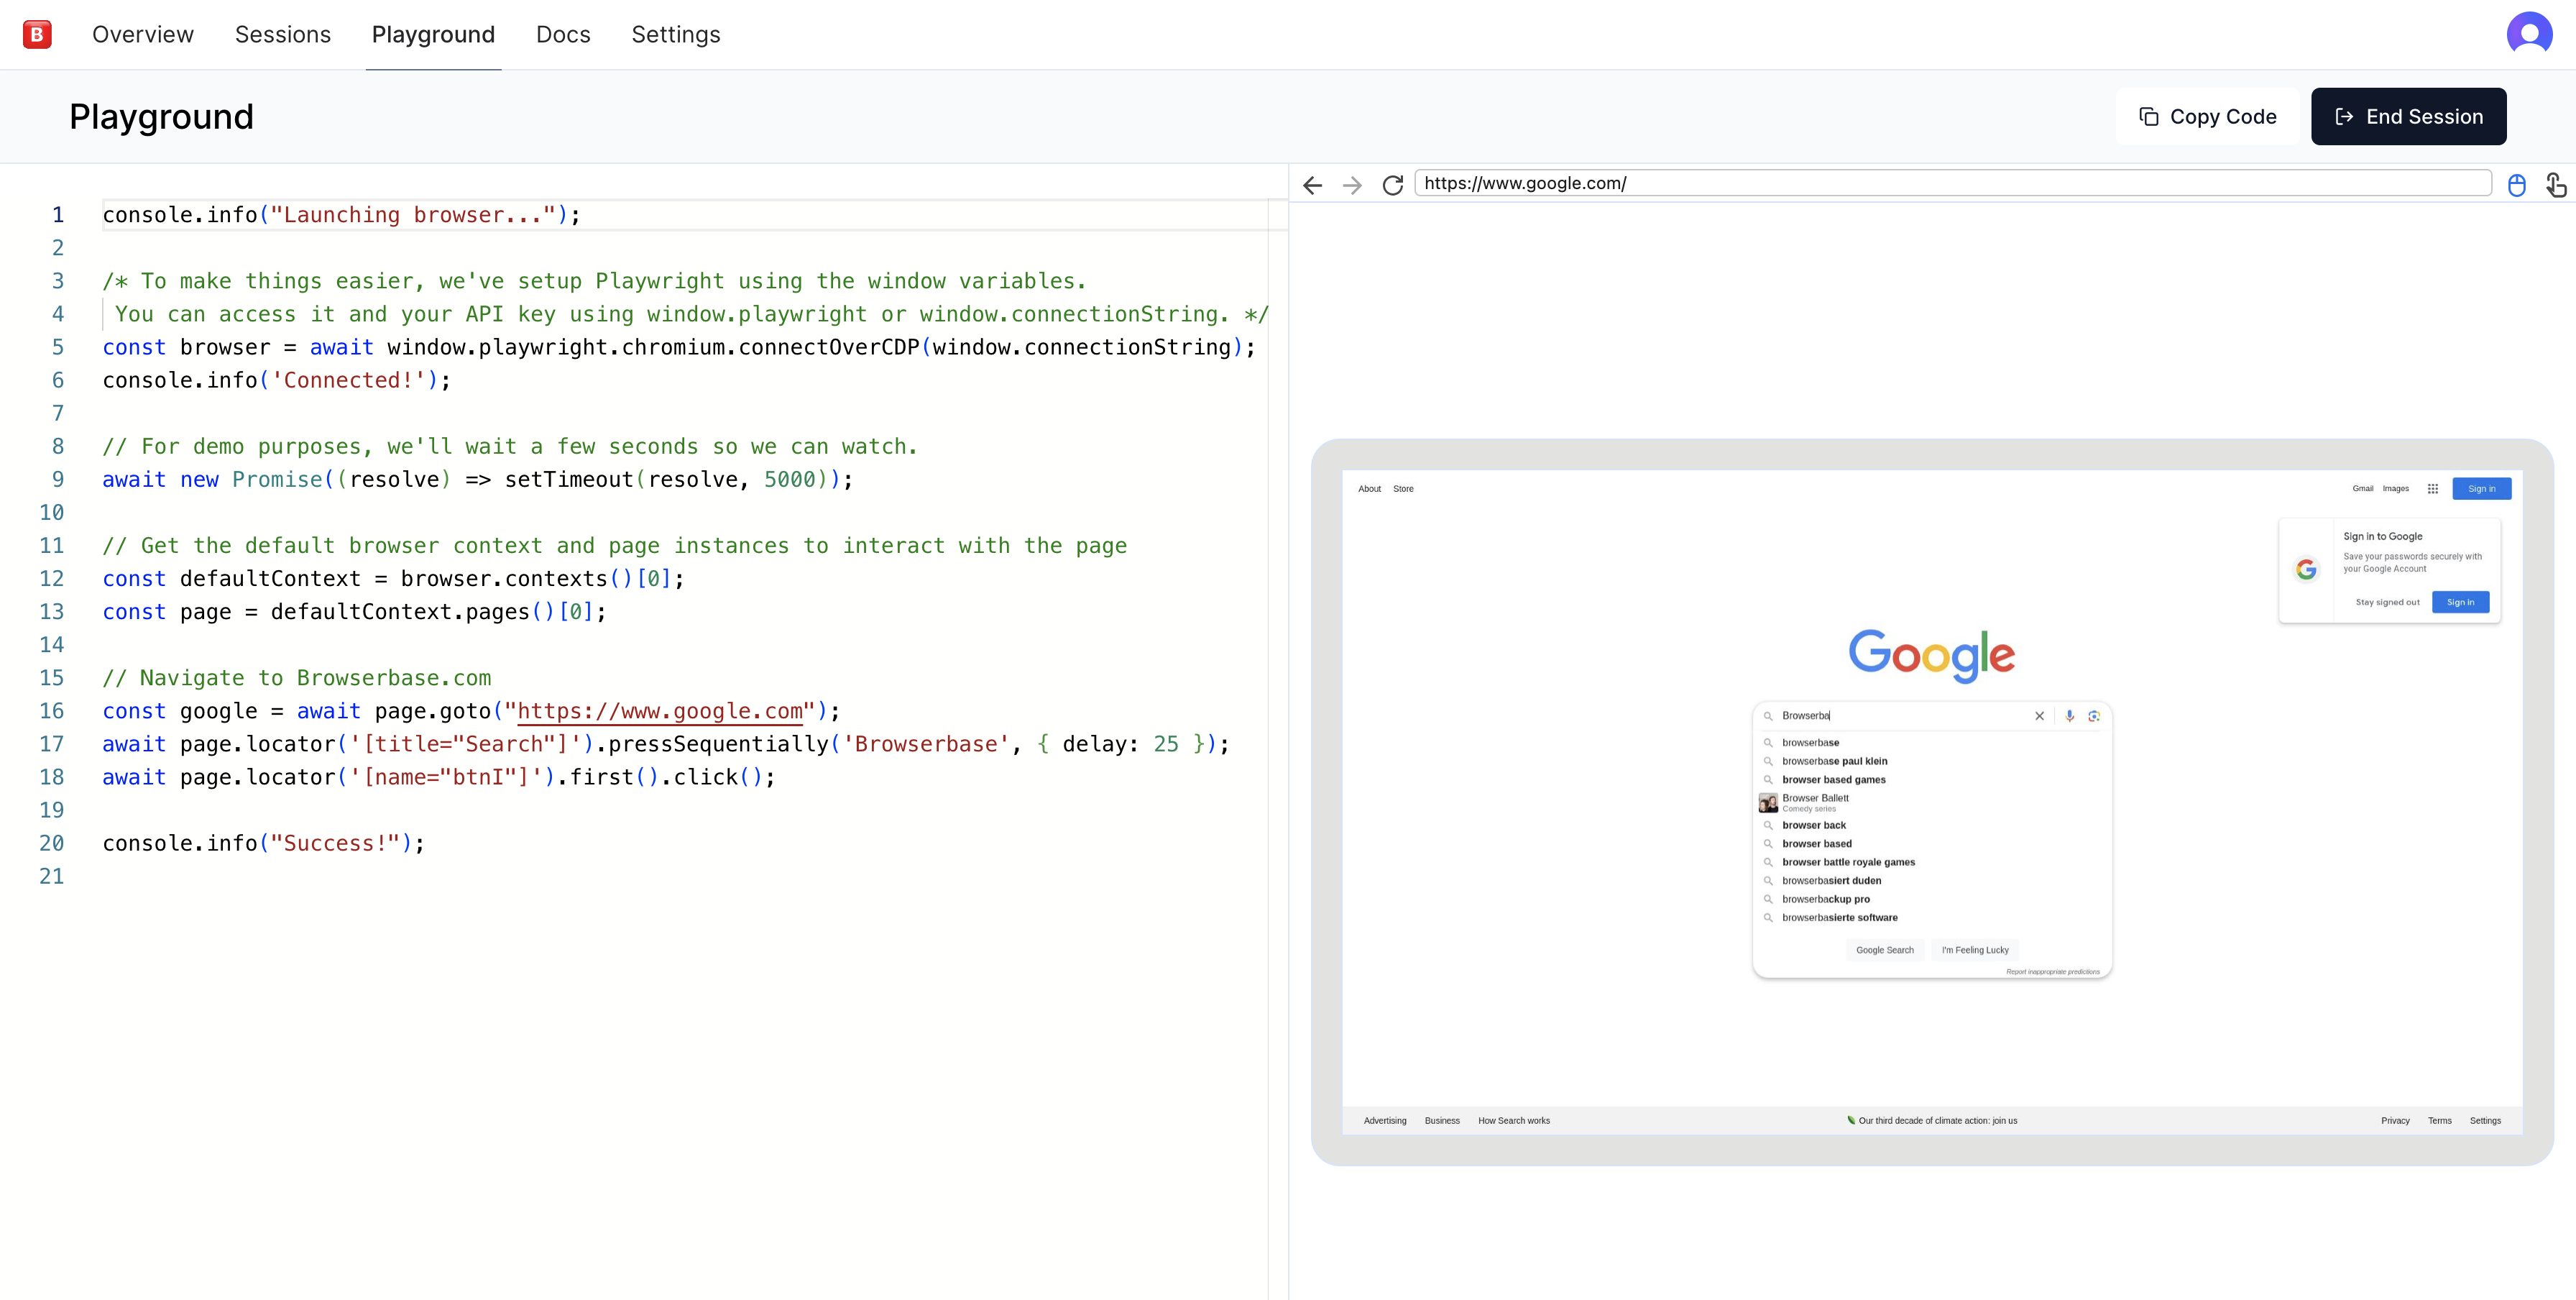 B Overview Sessions Playground Docs Settings
Playground
Copy Code End Session
1 console.info("Launching browser...");
2
3 /* To make things easier, we've setup Playwright using the window variables.
4 You can access it and your API key using window.playwright or window.connectionString. */
5 const browser = await window.playwright.chromium.connectOverCDP(window.connectionString);
6 console.info('Connected!');
7
8 // For demo purposes, we'll wait a few seconds so we can watch.
9 await new Promise((resolve) => setTimeout(resolve, 5000));
10
11 // Get the default browser context and page instances to interact with the page
12 const defaultContext = browser.contexts()[0];
13 const page = defaultContext.pages()[0];
14
15 // Navigate to Browserbase.com
16 const google = await page.goto("https://www.google.com");
17 await page.locator('[title="Search"]').pressSequentially('Browserbase', { delay: 25 });
18 await page.locator('[name="btnI"]').first().click();
19
20 console.info("Success!");
21
https://www.google.com/
About Store
Gmail Images Sign in
Sign in to Google
Save your passwords securely with
your Google Account
Stay signed out Sign in
Google
Browserba
browserbase
browserbase paul klein
browser based games
Browser Ballett
Comedy series
browser back
browser based
browser battle royale games
browserbasiert duden
browserbackup pro
browserbasierte software
Google Search I'm Feeling Lucky
Report inappropriate predictions
Advertising Business How Search works
Our third decade of climate action: join us
Privacy Terms Settings